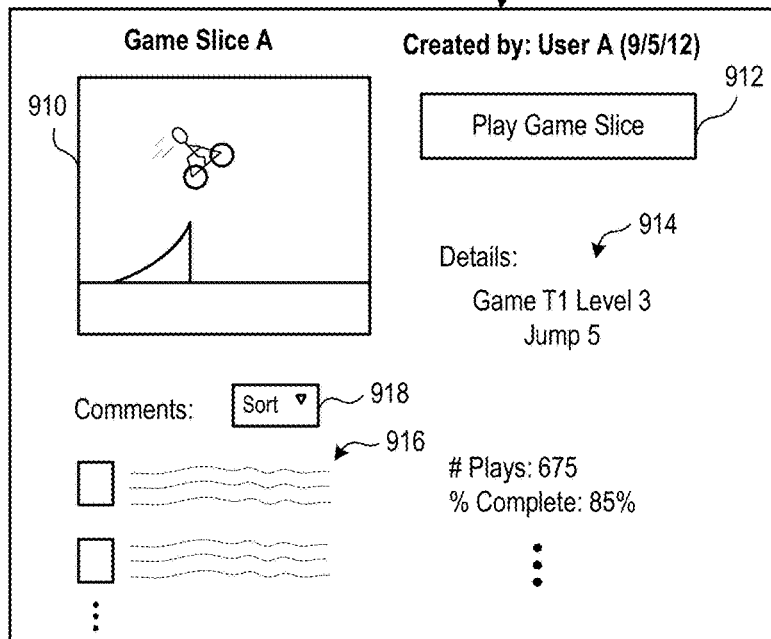 Game Slice A
Created by: User A (9/5/12)
910
912
Play Game Slice
914
Details:
Game T1 Level 3
Jump 5
Comments:
Sort
918
916
# Plays: 675
% Complete: 85%